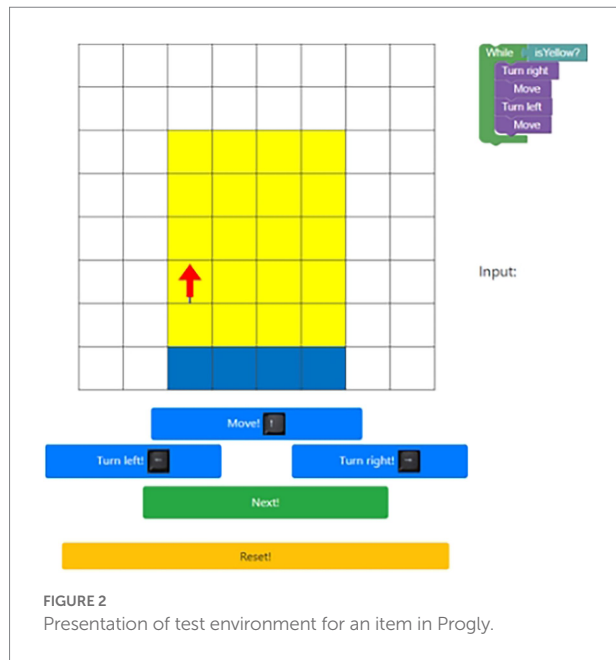 While isYellow?
Turn right
Move
Turn left
Move
Input:
Move! ↑
Turn left! ←
Turn right! →
Next!
Reset!
FIGURE 2
Presentation of test environment for an item in Progly.